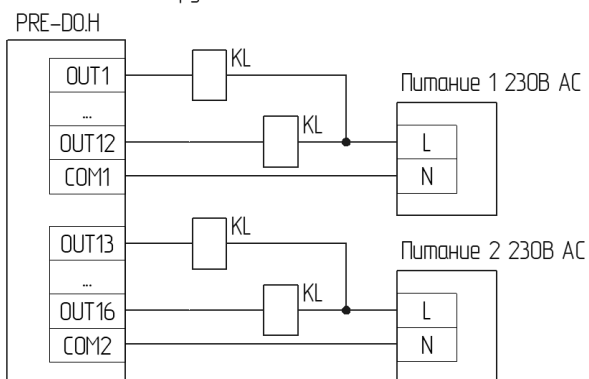 PRE-DO.H
OUT1
KL
Питание 1 230В АС
...
OUT12
KL
L
COM1
N
OUT13
KL
Питание 2 230В АС
...
OUT16
KL
L
COM2
N